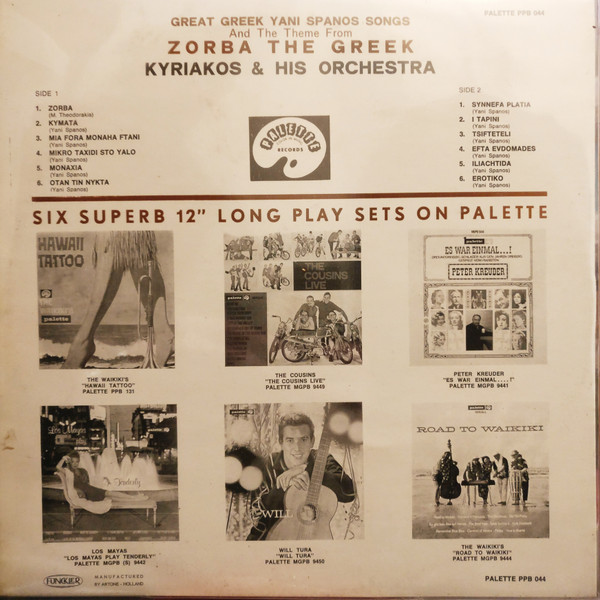 PALETTE PPB 044
GREAT GREEK YANI SPANOS SONGS
And The Theme From
ZORBA THE GREEK
KYRIAKOS & HIS ORCHESTRA
SIDE 1
1. ZORBA
(M. Theodorakis)
2. KYMATA
(Yani Spanos)
3. MIA FORA MONAHA FTANI
(Yani Spanos)
4. MIKRO TAXIDI STO YALO
(Yani Spanos)
5. MONAXIA
(Yani Spanos)
6. OTAN TIN NYKTA
(Yani Spanos)
PALETTE
RECORDS
SIDE 2
1. SYNNEFA PLATIA
(Yani Spanos)
2. I TAPINI
(Yani Spanos)
3. TSIFTETELI
(Yani Spanos)
4. EFTA EVDOMADES
(Yani Spanos)
5. ILIACHTIDA
(Yani Spanos)
6. EROTIKO
(Yani Spanos)
SIX SUPERB 12" LONG PLAY SETS ON PALETTE
HAWAII
TATTOO
palette
THE WAIKIKI'S
"HAWAII TATTOO"
PALETTE PPB 131
THE
COUSINS
LIVE
THE COUSINS
"THE COUSINS LIVE"
PALETTE MGPB 9449
ES WAR EINMAL...!
PETER KREUDER
PETER KREUDER
"ES WAR EINMAL....!"
PALETTE MGPB 9441
Los Mayas
Tenderly
LOS MAYAS
"LOS MAYAS PLAY TENDERLY"
PALETTE MGPB (S) 9443
WILL
WILL TURA
"WILL TURA"
PALETTE MGPB 9450
ROAD TO WAIKIKI
THE WAIKIKI'S
"ROAD TO WAIKIKI"
PALETTE MGPB 9444
FUNCKLER
MANUFACTURED
BY ARTONE - HOLLAND
PALETTE PPB 044